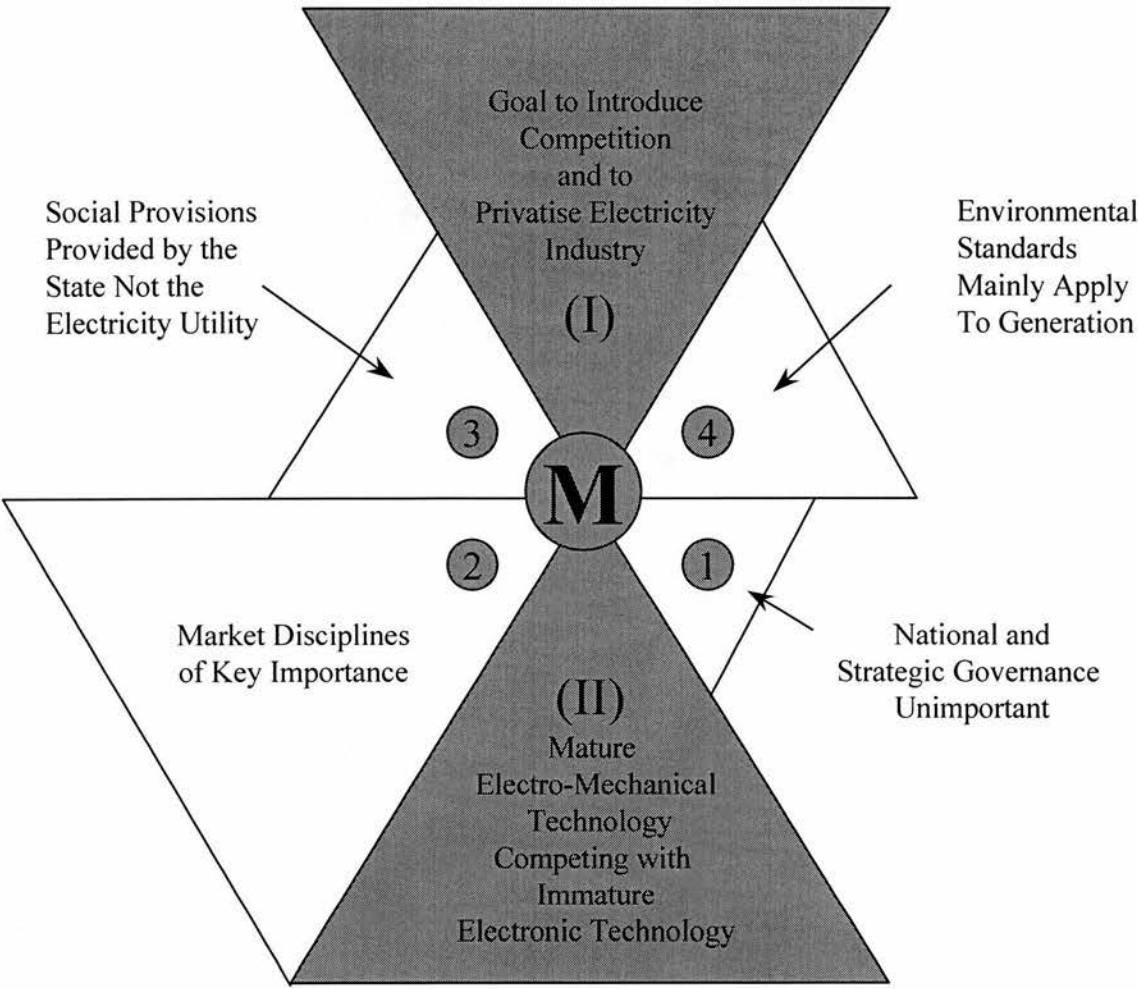 Goal to Introduce
Competition
and to
Privatise Electricity
Industry
(I)
Social Provisions
Provided by the
State Not the
Electricity Utility
Environmental
Standards
Mainly Apply
To Generation
3
4
M
2
1
Market Disciplines
of Key Importance
National and
Strategic Governance
Unimportant
(II)
Mature
Electro-Mechanical
Technology
Competing with
Immature
Electronic Technology